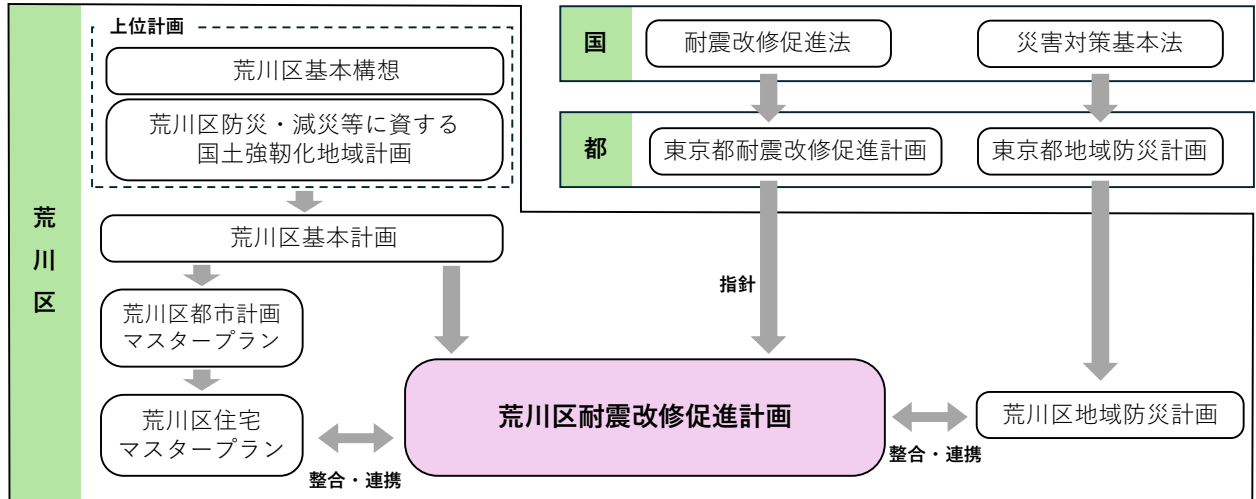 上位計画
荒川区基本構想
荒川区防災・減災等に資する
国土強靭化地域計画
荒川区基本計画
荒川区都市計画
マスタープラン
荒川区住宅
マスタープラン
整合・連携
荒川区
国
耐震改修促進法
災害対策基本法
都
東京都耐震改修促進計画
東京都地域防災計画
指針
荒川区耐震改修促進計画
整合・連携
荒川区地域防災計画